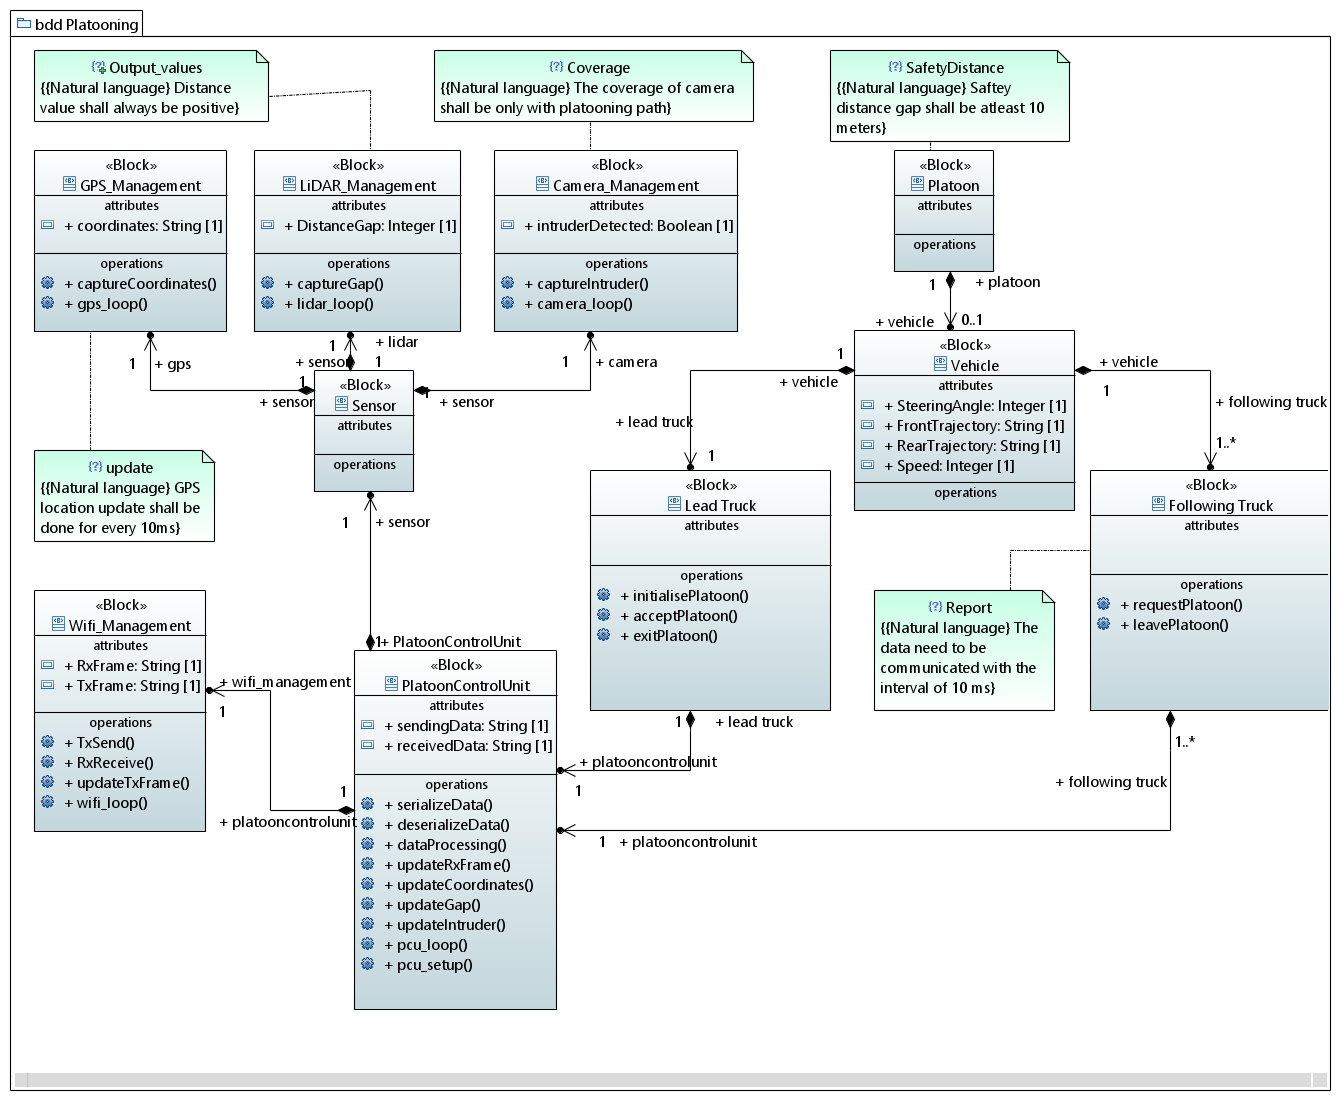 bdd Platooning
Output_values
{{Natural language} Distance
value shall always be positive}
Coverage
{{Natural language} The coverage of camera
shall be only with platooning path}
SafetyDistance
{{Natural language} Saftey
distance gap shall be atleast 10
meters}
«Block»
GPS_Management
attributes
+ coordinates: String [1]
operations
+ captureCoordinates()
+ gps_loop()
«Block»
LiDAR_Management
attributes
+ DistanceGap: Integer [1]
operations
+ captureGap()
+ lidar_loop()
«Block»
Camera_Management
attributes
+ intruderDetected: Boolean [1]
operations
+ captureIntruder()
+ camera_loop()
«Block»
Platoon
attributes
operations
1
+ platoon
+ vehicle
0..1
1
+ gps
1
+ lidar
+ sensor
1
1
+ camera
1
+ sensor
1
+ sensor
«Block»
Sensor
attributes
operations
«Block»
Vehicle
attributes
+ SteeringAngle: Integer [1]
+ FrontTrajectory: String [1]
+ RearTrajectory: String [1]
+ Speed: Integer [1]
operations
1
+ vehicle
+ lead truck
1
+ vehicle
1
+ following truck
1..*
update
{{Natural language} GPS
location update shall be
done for every 10ms}
1
+ sensor
«Block»
Lead Truck
attributes
operations
+ initialisePlatoon()
+ acceptPlatoon()
+ exitPlatoon()
«Block»
Following Truck
attributes
operations
+ requestPlatoon()
+ leavePlatoon()
Report
{{Natural language} The
data need to be
communicated with the
interval of 10 ms}
«Block»
Wifi_Management
attributes
+ RxFrame: String [1]
+ TxFrame: String [1]
operations
+ TxSend()
+ RxReceive()
+ updateTxFrame()
+ wifi_loop()
1
+ PlatoonControlUnit
+ wifi_management
1
1
+ platooncontrolunit
«Block»
PlatoonControlUnit
attributes
+ sendingData: String [1]
+ receivedData: String [1]
operations
+ serializeData()
+ deserializeData()
+ dataProcessing()
+ updateRxFrame()
+ updateCoordinates()
+ updateGap()
+ updateIntruder()
+ pcu_loop()
+ pcu_setup()
1
+ lead truck
+ platooncontrolunit
1
1..*
+ following truck
1
+ platooncontrolunit